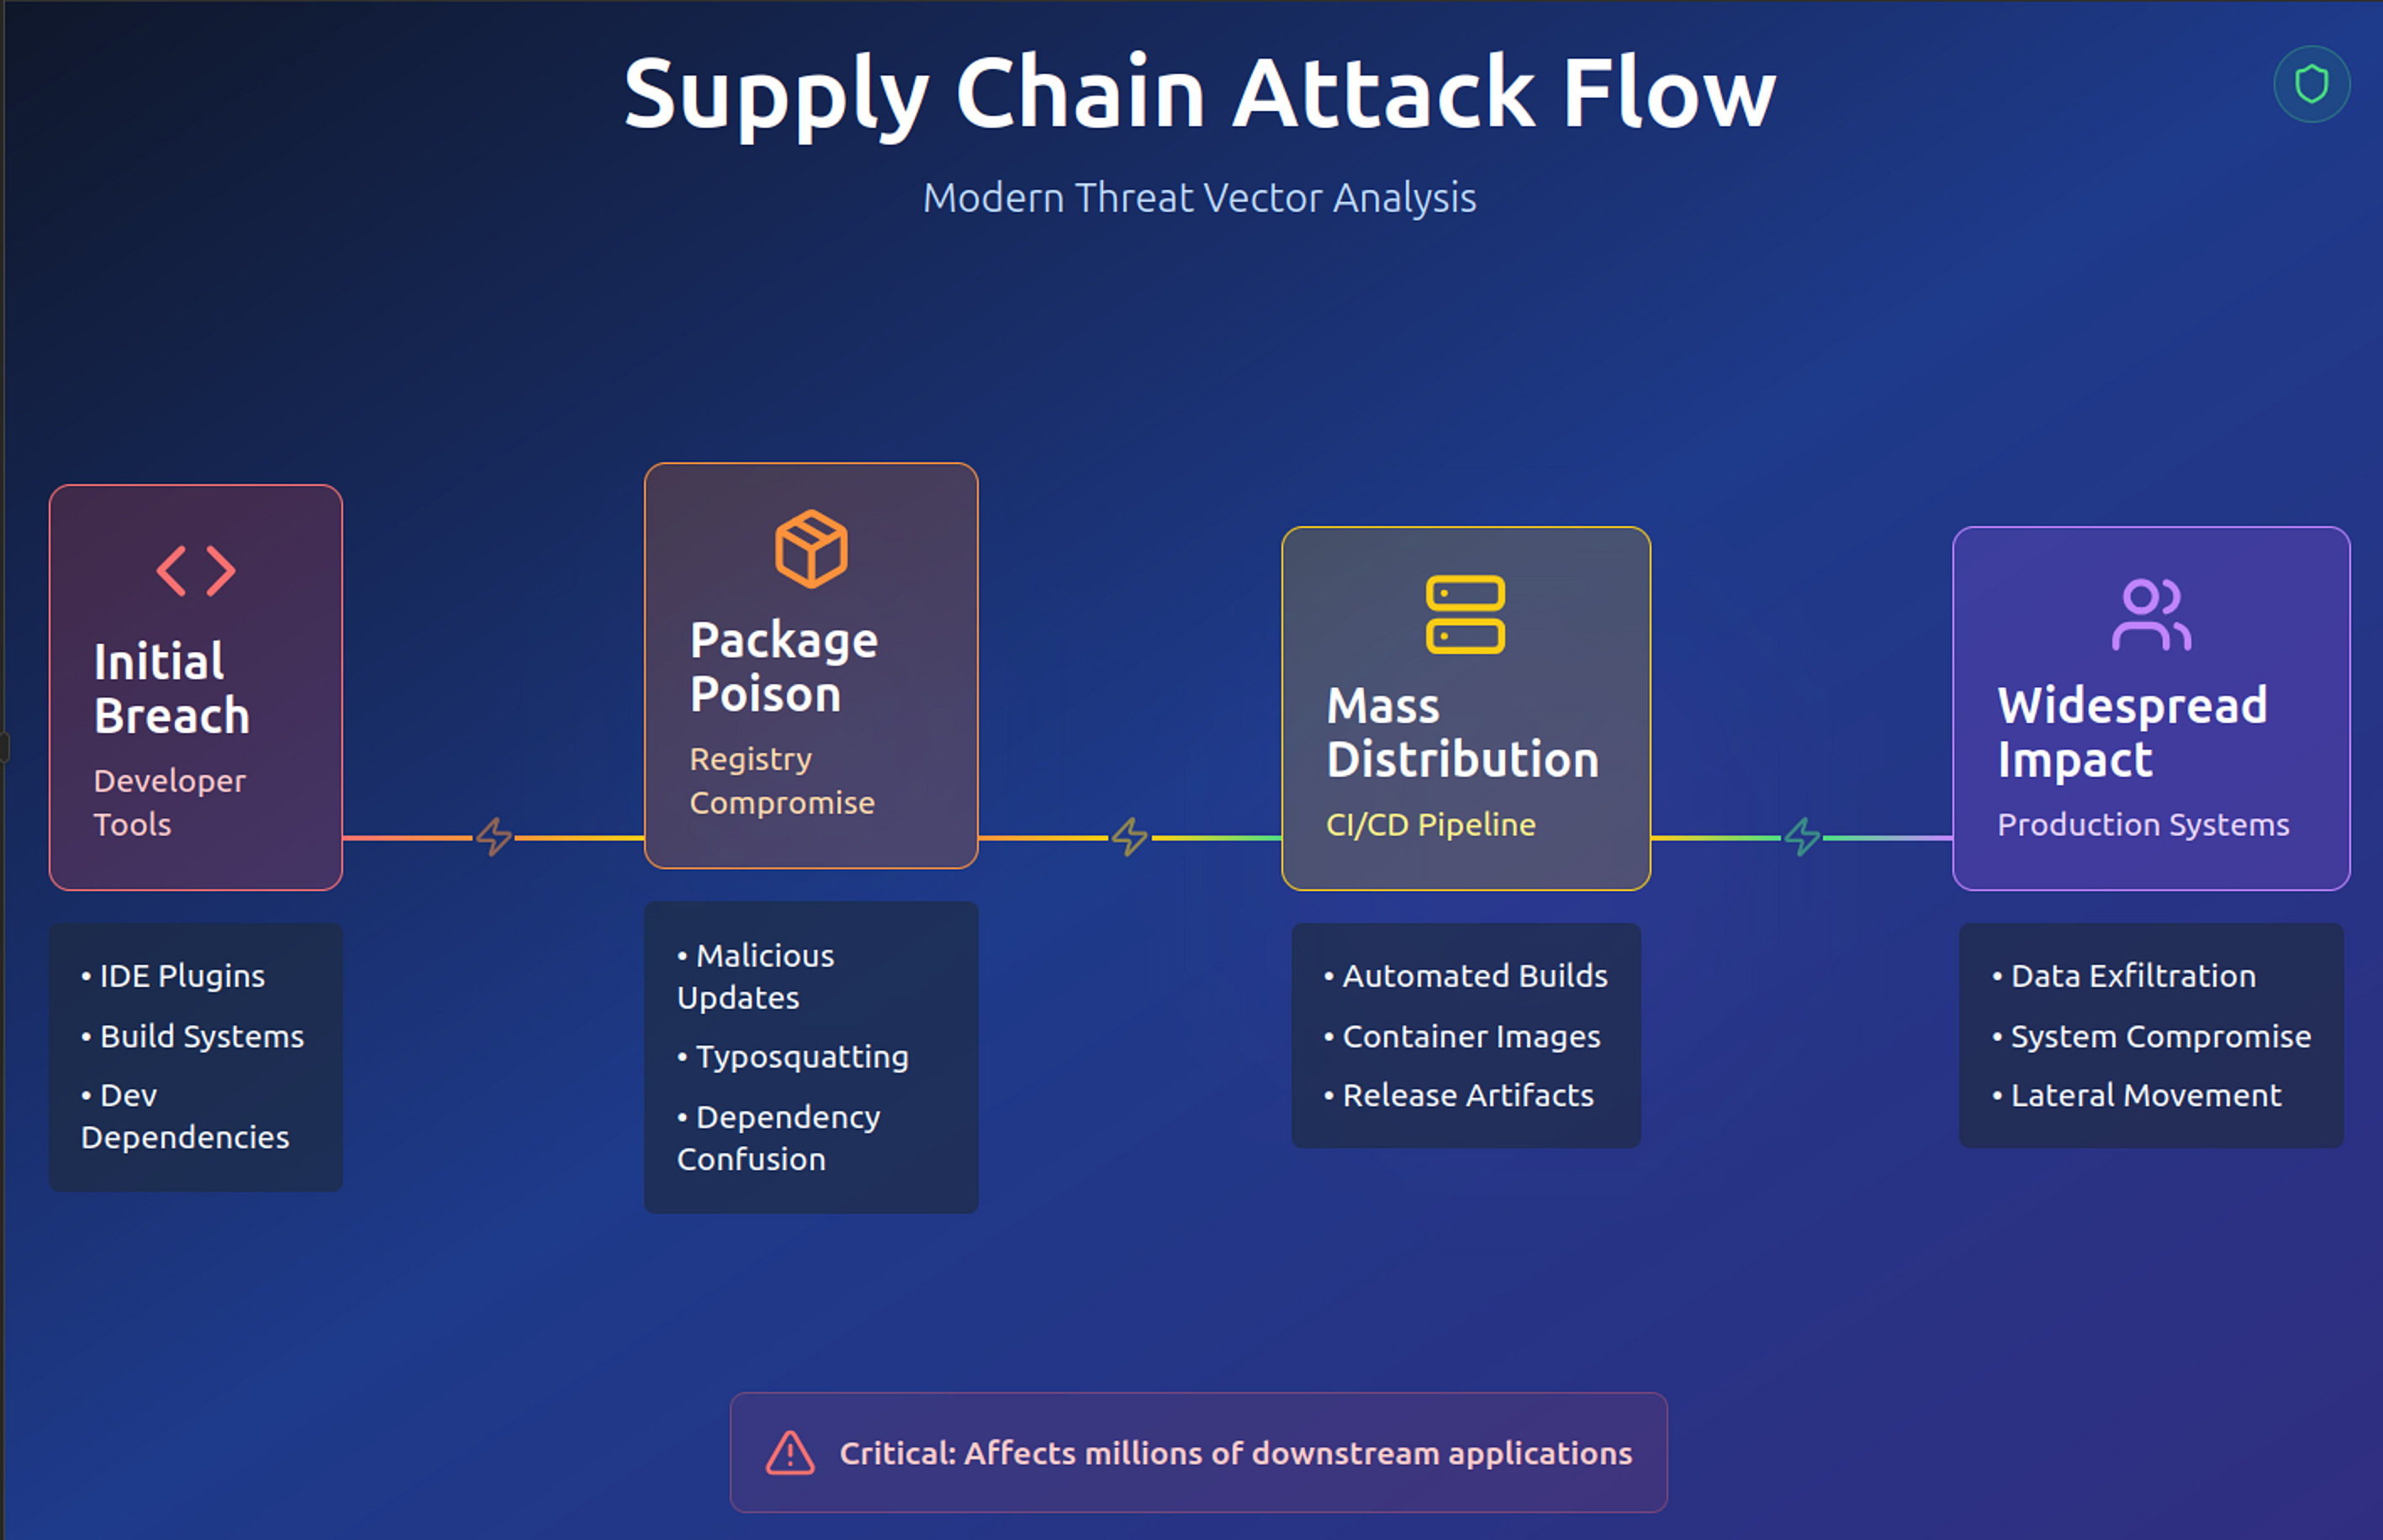 Supply Chain Attack Flow
Modern Threat Vector Analysis
Initial
Breach
Developer
Tools
• IDE Plugins
• Build Systems
• Dev
Dependencies
Package
Poison
Registry
Compromise
• Malicious
Updates
• Typosquatting
• Dependency
Confusion
Mass
Distribution
CI/CD Pipeline
• Automated Builds
• Container Images
• Release Artifacts
Widespread
Impact
Production Systems
• Data Exfiltration
• System Compromise
• Lateral Movement
Critical: Affects millions of downstream applications